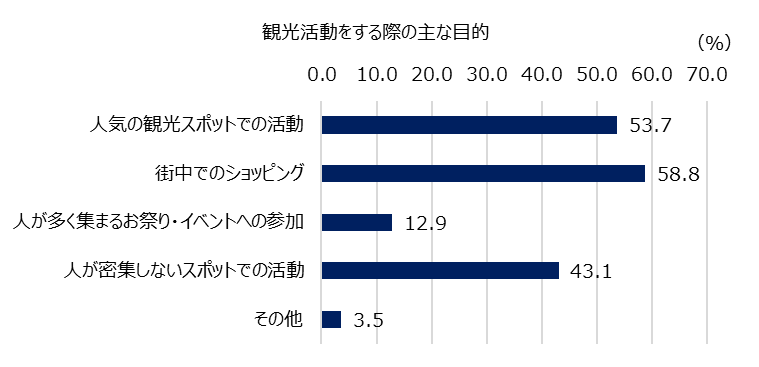 観光活動をする際の主な目的
（%）
0.0 10.0 20.0 30.0 40.0 50.0 60.0 70.0
人気の観光スポットでの活動 53.7
街中でのショッピング 58.8
人が多く集まるお祭り・イベントへの参加 12.9
人が密集しないスポットでの活動 43.1
その他 3.5